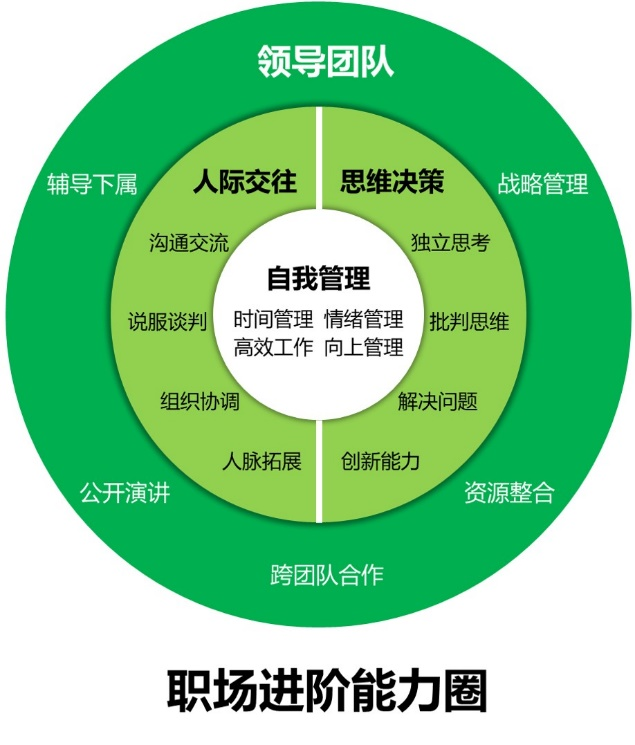 领导团队
辅导下属
战略管理
人际交往
思维决策
沟通交流
独立思考
自我管理
时间管理 情绪管理
高效工作 向上管理
说服谈判
批判思维
组织协调
解决问题
人脉拓展
创新能力
公开演讲
资源整合
跨团队合作
职场进阶能力圈